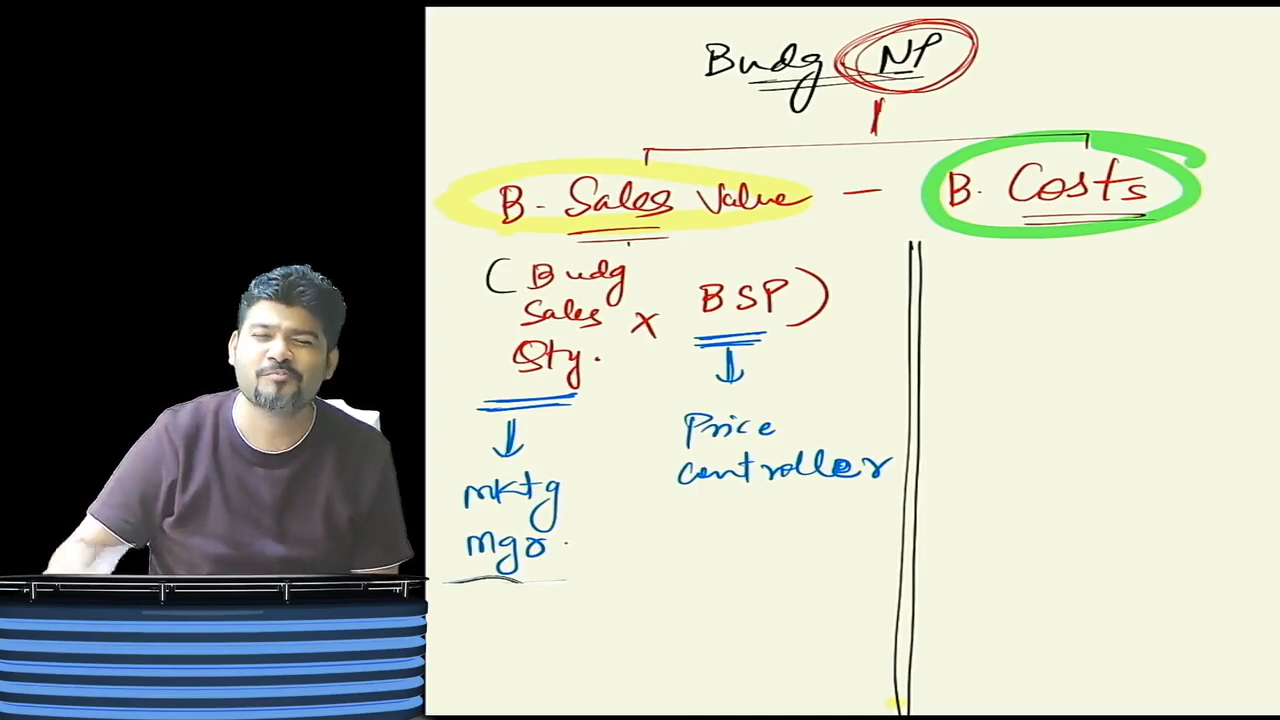 Budg NP
B. Sales Value — B. Costs
(Budg
Sales
Qty. × BSP)
Mktg
Mgr.
Price
controller